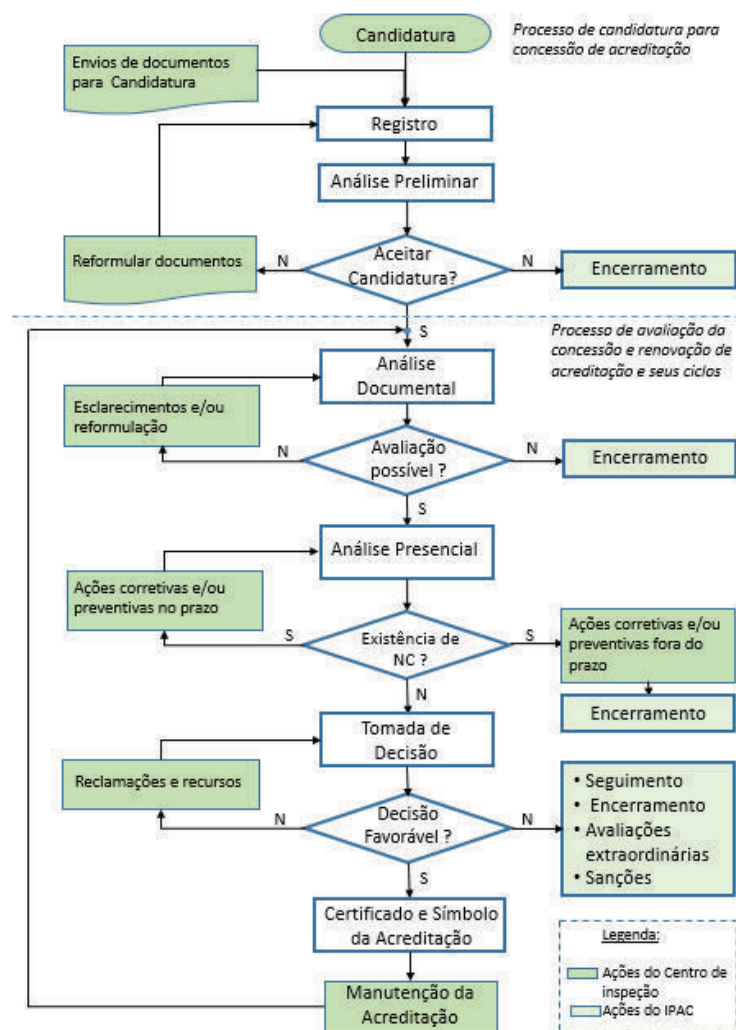 Candidatura
Processo de candidatura para
concessão de acreditação
Envios de documentos
para Candidatura
Registro
Análise Preliminar
Reformular documentos
N
Aceitar
Candidatura?
N
Encerramento
S
Processo de avaliação da
concessão e renovação de
acreditação e seus ciclos
Análise
Documental
Esclarecimentos e/ou
reformulação
N
Avaliação
possível ?
N
Encerramento
S
Análise Presencial
Ações corretivas e/ou
preventivas no prazo
S
Existência de
NC ?
S
Ações corretivas e/ou
preventivas fora do
prazo
N
Encerramento
Tomada de
Decisão
Reclamações e recursos
N
Decisão
Favorável ?
N
• Seguimento
• Encerramento
• Avaliações
extraordinárias
• Sanções
S
Certificado e Símbolo
da Acreditação
Manutenção da
Acreditação
Legenda:
Ações do Centro de
inspeção
Ações do IPAC